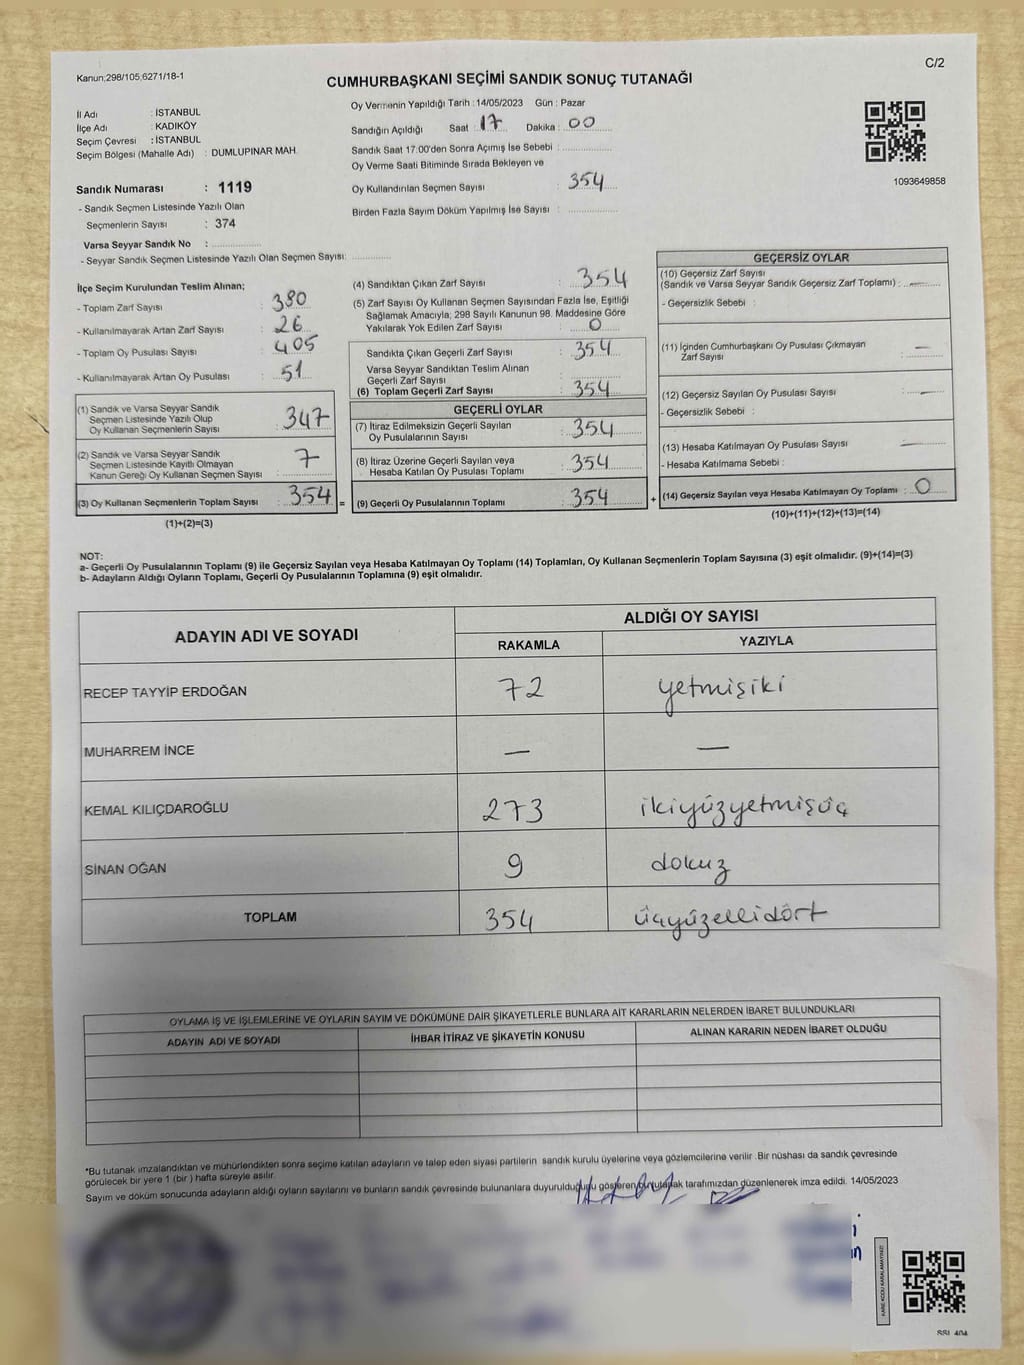 Kanun;298/105;6271/18-1
C/2
CUMHURBAŞKANI SEÇİMİ SANDIK SONUÇ TUTANAĞI
İl Adı : İSTANBUL
İlçe Adı : KADIKÖY
Seçim Çevresi : İSTANBUL
Seçim Bölgesi (Mahalle Adı) : DUMLUPINAR MAH.
Sandık Numarası : 1119
- Sandık Seçmen Listesinde Yazılı Olan
Seçmenlerin Sayısı : 374
Varsa Seyyar Sandık No :
- Seyyar Sandık Seçmen Listesinde Yazılı Olan Seçmen Sayısı:
Oy Vermenin Yapıldığı Tarih : 14/05/2023 Gün : Pazar
Sandığın Açıldığı Saat : 17 Dakika : 00
Sandık Saat 17:00'den Sonra Açımış İse Sebebi :
Oy Verme Saati Bitiminde Sırada Bekleyen ve
Oy Kullandırılan Seçmen Sayısı : 354
Birden Fazla Sayım Döküm Yapılmış İse Sayısı :
1093649858
İlçe Seçim Kurulundan Teslim Alınan;
- Toplam Zarf Sayısı : 380
- Kullanılmayarak Artan Zarf Sayısı : 26
- Toplam Oy Pusulası Sayısı : 405
- Kullanılmayarak Artan Oy Pusulası : 51
(1) Sandık ve Varsa Seyyar Sandık
Seçmen Listesinde Yazılı Olup
Oy Kullanan Seçmenlerin Sayısı : 347
(2) Sandık ve Varsa Seyyar Sandık
Seçmen Listesinde Kayıtlı Olmayan
Kanun Gereği Oy Kullanan Seçmen Sayısı : 7
(3) Oy Kullanan Seçmenlerin Toplam Sayısı : 354 =
(1)+(2)=(3)
(4) Sandıktan Çıkan Zarf Sayısı : 354
(5) Zarf Sayısı Oy Kullanan Seçmen Sayısından Fazla İse, Eşitliği
Sağlamak Amacıyla; 298 Sayılı Kanunun 98. Maddesine Göre
Yakılarak Yok Edilen Zarf Sayısı : 0
Sandıkta Çıkan Geçerli Zarf Sayısı : 354
Varsa Seyyar Sandıktan Teslim Alınan
Geçerli Zarf Sayısı :
(6) Toplam Geçerli Zarf Sayısı : 354
GEÇERLİ OYLAR
(7) İtiraz Edilmeksizin Geçerli Sayılan
Oy Pusulalarının Sayısı : 354
(8) İtiraz Üzerine Geçerli Sayılan veya
Hesaba Katılan Oy Pusulası Toplamı : 354
(9) Geçerli Oy Pusulalarının Toplamı : 354 +
GEÇERSİZ OYLAR
(10) Geçersiz Zarf Sayısı
(Sandık ve Varsa Seyyar Sandık Geçersiz Zarf Toplamı) : —
- Geçersizlik Sebebi :
(11) İçinden Cumhurbaşkanı Oy Pusulası Çıkmayan
Zarf Sayısı : —
(12) Geçersiz Sayılan Oy Pusulası Sayısı : —
- Geçersizlik Sebebi :
(13) Hesaba Katılmayan Oy Pusulası Sayısı : —
- Hesaba Katılmama Sebebi :
(14) Geçersiz Sayılan veya Hesaba Katılmayan Oy Toplamı : 0
(10)+(11)+(12)+(13)=(14)
NOT:
a- Geçerli Oy Pusulalarının Toplamı (9) ile Geçersiz Sayılan veya Hesaba Katılmayan Oy Toplamı (14) Toplamları, Oy Kullanan Seçmenlerin Toplam Sayısına (3) eşit olmalıdır. (9)+(14)=(3)
b- Adayların Aldığı Oyların Toplamı, Geçerli Oy Pusulalarının Toplamına (9) eşit olmalıdır.
ADAYIN ADI VE SOYADI
ALDIĞI OY SAYISI
RAKAMLA YAZIYLA
RECEP TAYYİP ERDOĞAN 72 yetmişiki
MUHARREM İNCE — —
KEMAL KILIÇDAROĞLU 273 ikiyüzyetmişüç
SİNAN OĞAN 9 dokuz
TOPLAM 354 üçyüzellidört
OYLAMA İŞ VE İŞLEMLERİNE VE OYLARIN SAYIM VE DÖKÜMÜNE DAİR ŞİKAYETLERLE BUNLARA AİT KARARLARIN NELERDEN İBARET BULUNDUKLARI
ADAYIN ADI VE SOYADI İHBAR İTİRAZ VE ŞİKAYETİN KONUSU ALINAN KARARIN NEDEN İBARET OLDUĞU
*Bu tutanak imzalandıktan ve mühürlendikten sonra seçime katılan adayların ve talep eden siyasi partilerin sandık kurulu üyelerine veya gözlemcilerine verilir. Bir nüshası da sandık çevresinde
görülecek bir yere 1 (bir ) hafta süreyle asılır.
Sayım ve döküm sonucunda adayların aldığı oyların sayılarını ve bunların sandık çevresinde bulunanlara duyurulduğunu gösteren bu tutanak tarafımızdan düzenlenerek imza edildi. 14/05/2023